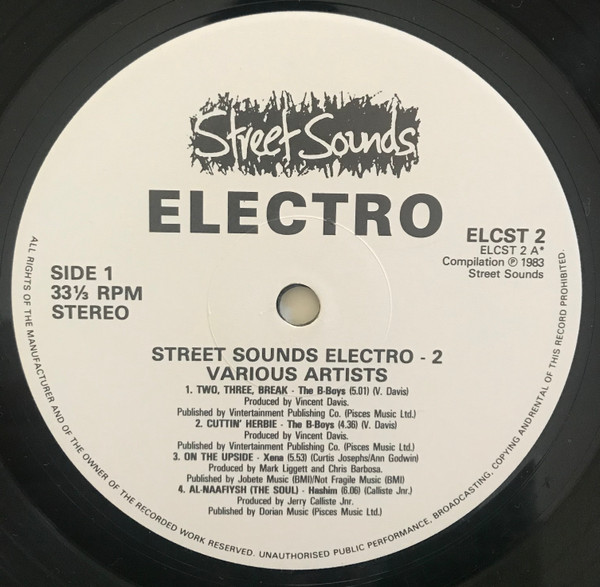 Street Sounds
ELECTRO
ELCST 2
ELCST 2 A*
Compilation ℗ 1983
Street Sounds
SIDE 1
33⅓ RPM
STEREO
STREET SOUNDS ELECTRO - 2
VARIOUS ARTISTS
1. TWO, THREE, BREAK - The B-Boys (5.01) (V. Davis)
Produced by Vincent Davis.
Published by Vintertainment Publishing Co. (Pisces Music Ltd.)
2. CUTTIN' HERBIE - The B-Boys (4.36) (V. Davis)
Produced by Vincent Davis.
Published by Vintertainment Publishing Co. (Pisces Music Ltd.)
3. ON THE UPSIDE - Xena (5.53) (Curtis Josephs/Ann Godwin)
Produced by Mark Liggett and Chris Barbosa.
Published by Jobete Music (BMI)/Not Fragile Music (BMI)
4. AL-NAAFIYSH (THE SOUL) - Hashim (6.06) (Calliste Jnr.)
Produced by Jerry Calliste Jnr.
Published by Dorian Music (Pisces Music Ltd.)
ALL RIGHTS OF THE MANUFACTURER AND OF THE OWNER OF THE RECORDED WORK RESERVED. UNAUTHORISED PUBLIC PERFORMANCE, BROADCASTING, COPYING ANDRENTAL OF THIS RECORD PROHIBITED.